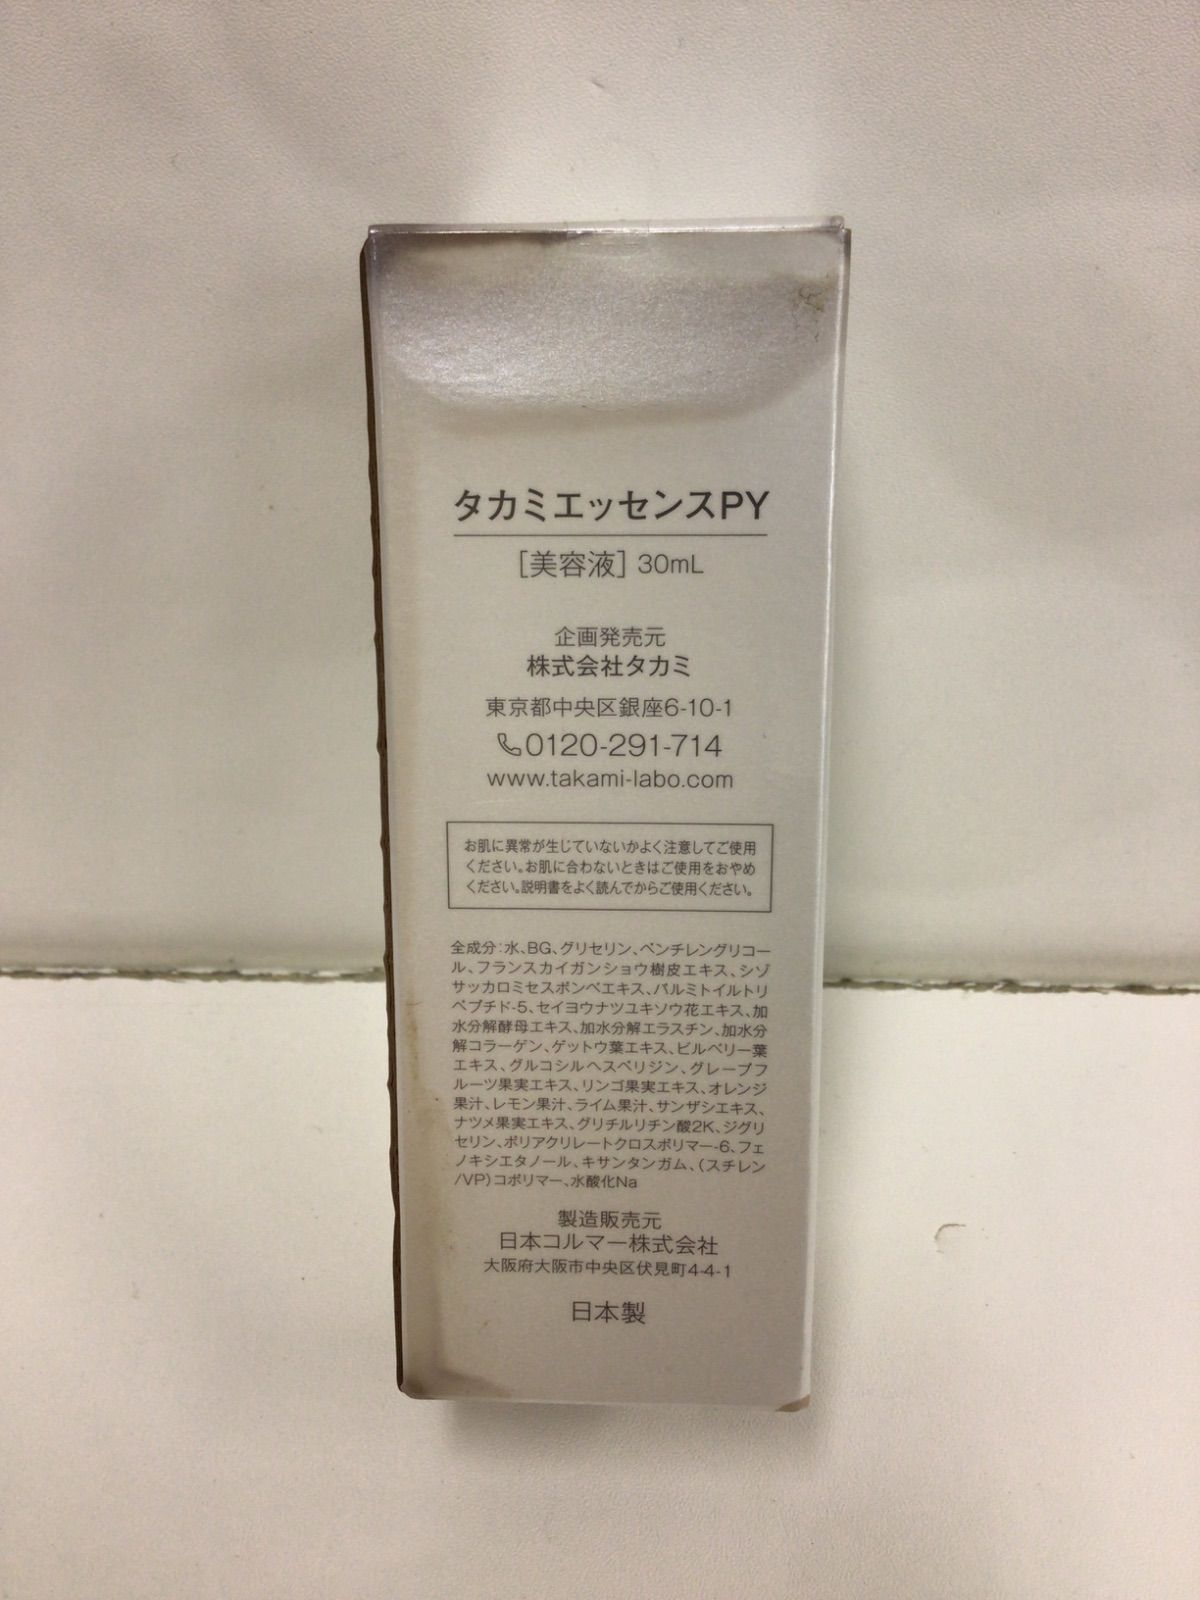 タカミエッセンスPY
[美容液] 30mL
企画発売元
株式会社タカミ
東京都中央区銀座6-10-1
0120-291-714
www.takami-labo.com
お肌に異常が生じていないかよく注意してご使用
ください。お肌に合わないときはご使用をおやめ
ください。説明書をよく読んでからご使用ください。
全成分:水、BG、グリセリン、ペンチレングリコー
ル、フランスカイガンショウ樹皮エキス、シゾ
サッカロミセスポンベエキス、パルミトイルトリ
ペプチド-5、セイヨウナツユキソウ花エキス、加
水分解酵母エキス、加水分解エラスチン、加水分
解コラーゲン、ゲットウ葉エキス、ビルベリー葉
エキス、グルコシルヘスペリジン、グレープフ
ルーツ果実エキス、リンゴ果実エキス、オレンジ
果汁、レモン果汁、ライム果汁、サンザシエキス、
ナツメ果実エキス、グリチルリチン酸2K、ジグリ
セリン、ポリアクリレートクロスポリマー-6、フェ
ノキシエタノール、キサンタンガム、(スチレン
/VP)コポリマー、水酸化Na
製造販売元
日本コルマー株式会社
大阪府大阪市中央区伏見町4-4-1
日本製